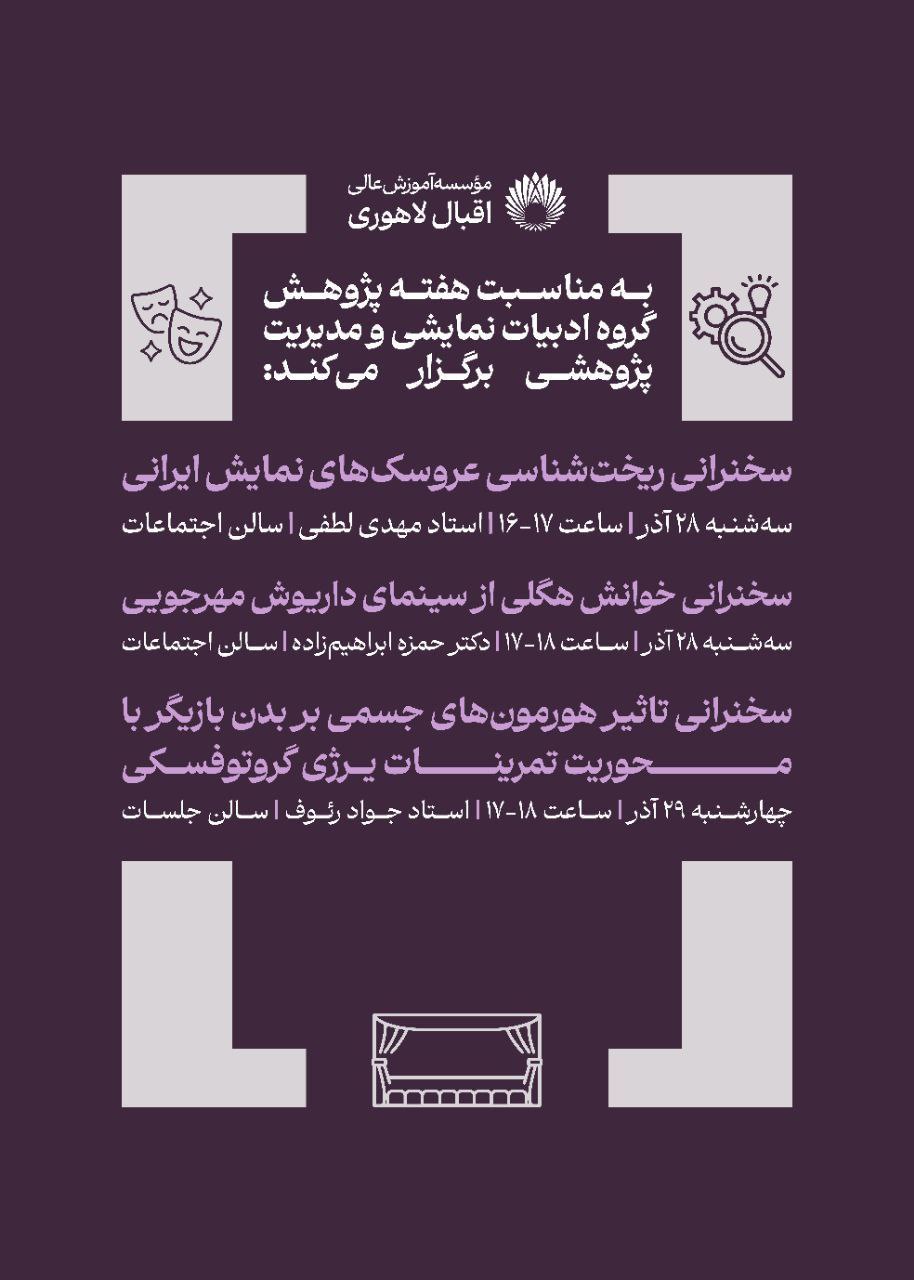 مؤسسه آموزش عالی
اقبال لاهوری
به مناسبت هفته پژوهش
گروه ادبیات نمایشی و مدیریت
پژوهشی برگزار می‌کند:
سخنرانی ریخت‌شناسی عروسک‌های نمایش ایرانی
سه‌شنبه ۲۸ آذر | ساعت ۱۷-۱۶ | استاد مهدی لطفی | سالن اجتماعات
سخنرانی خوانش هگلی از سینمای داریوش مهرجویی
سه‌شنبه ۲۸ آذر | ساعت ۱۸-۱۷ | دکتر حمزه ابراهیم‌زاده | سالن اجتماعات
سخنرانی تاثیر هورمون‌های جسمی بر بدن بازیگر با
محوریت تمرینات یرژی گروتوفسکی
چهارشنبه ۲۹ آذر | ساعت ۱۸-۱۷ | استاد جواد رئوف | سالن جلسات